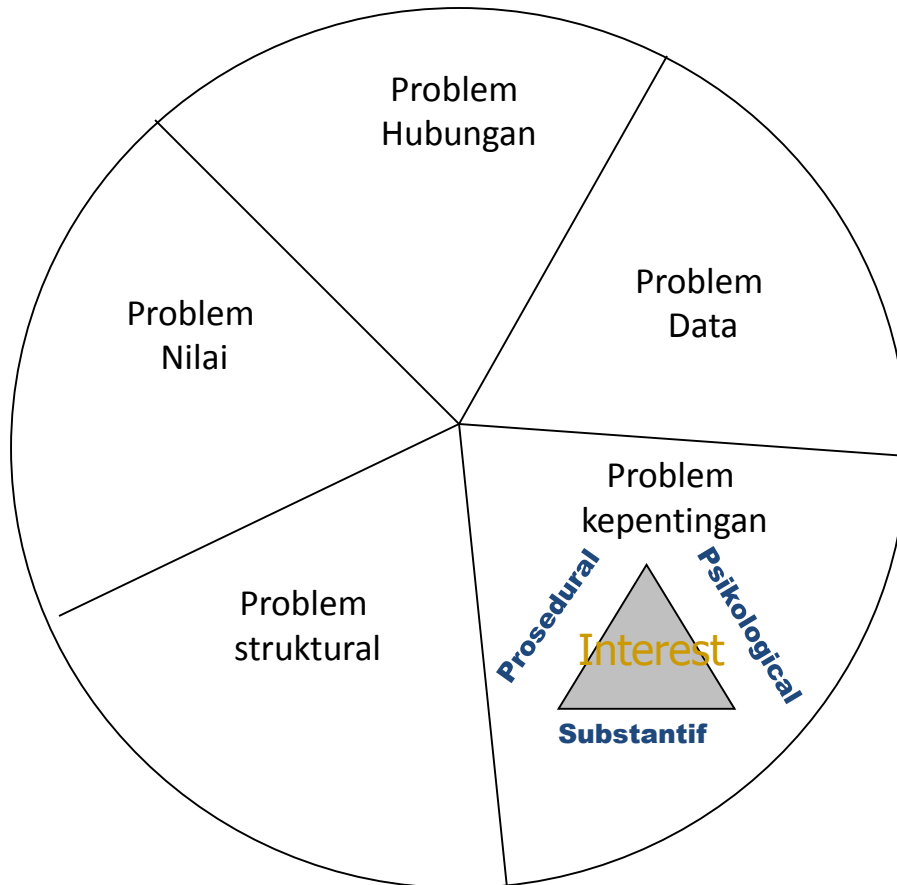 Problem
Hubungan
Problem
Data
Problem
Nilai
Problem
kepentingan
Prosedural
Psikological
Interest
Substantif
Problem
struktural